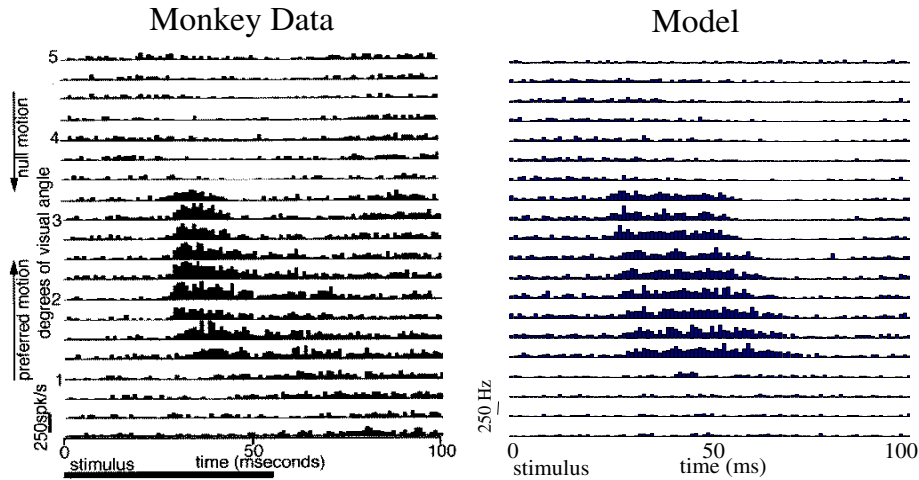 Monkey Data
5
4
3
2
1
null motion
preferred motion
degrees of visual angle
250spk/s
0
50
100
stimulus
time (mseconds)
Model
250 Hz
0
50
100
stimulus
time (ms)